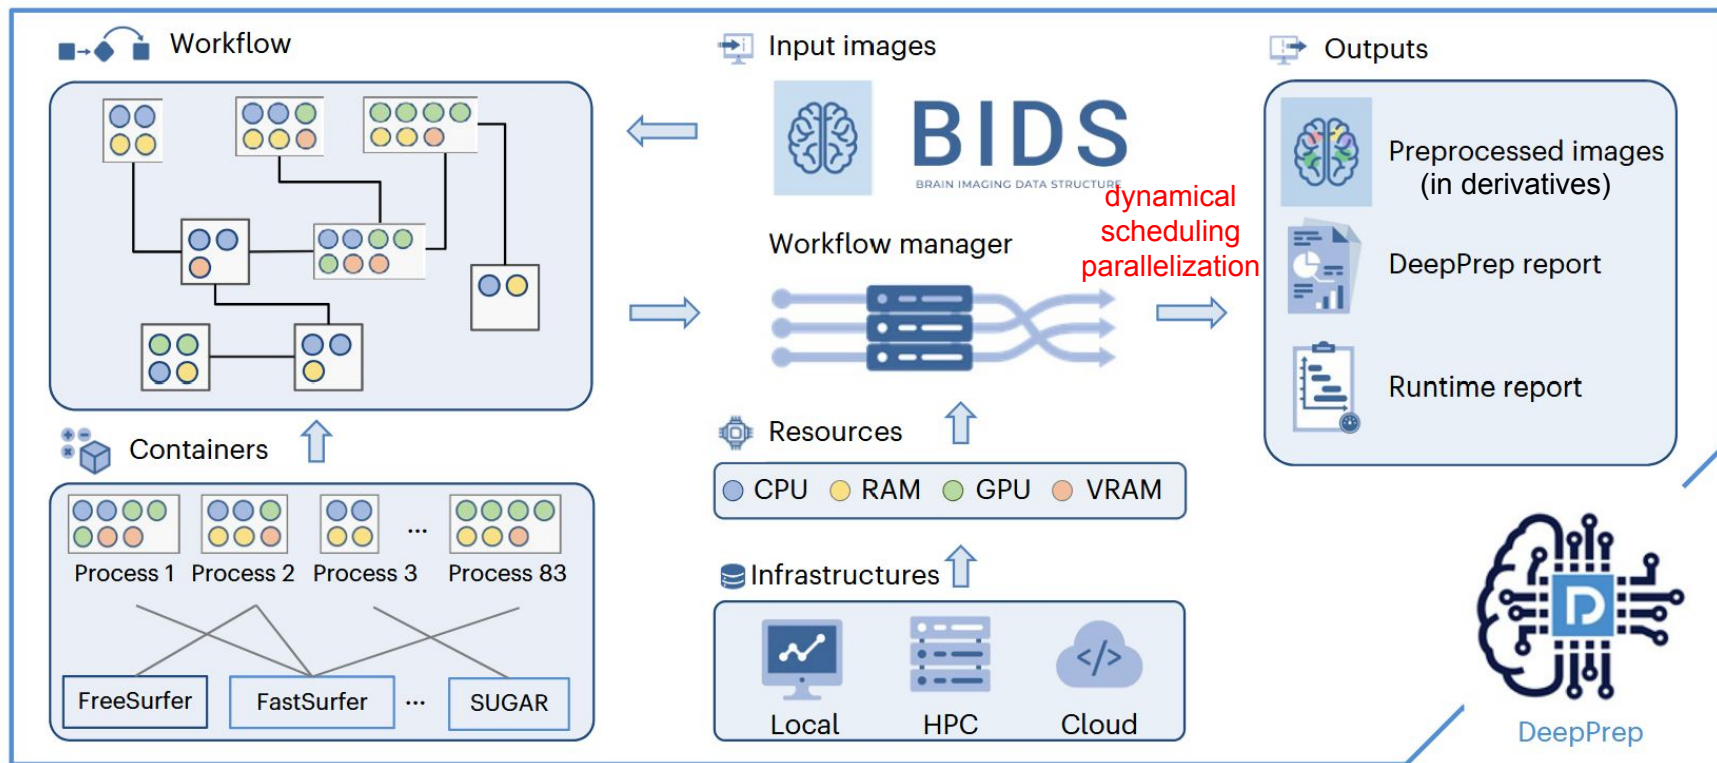 Workflow
Containers
Process 1
Process 2
Process 3
...
Process 83
FreeSurfer
FastSurfer
...
SUGAR
Input images
BIDS
BRAIN IMAGING DATA STRUCTURE
Workflow manager
dynamical
scheduling
parallelization
Resources
CPU RAM GPU VRAM
Infrastructures
</>
Local
HPC
Cloud
Outputs
Preprocessed images
(in derivatives)
DeepPrep report
Runtime report
D
DeepPrep